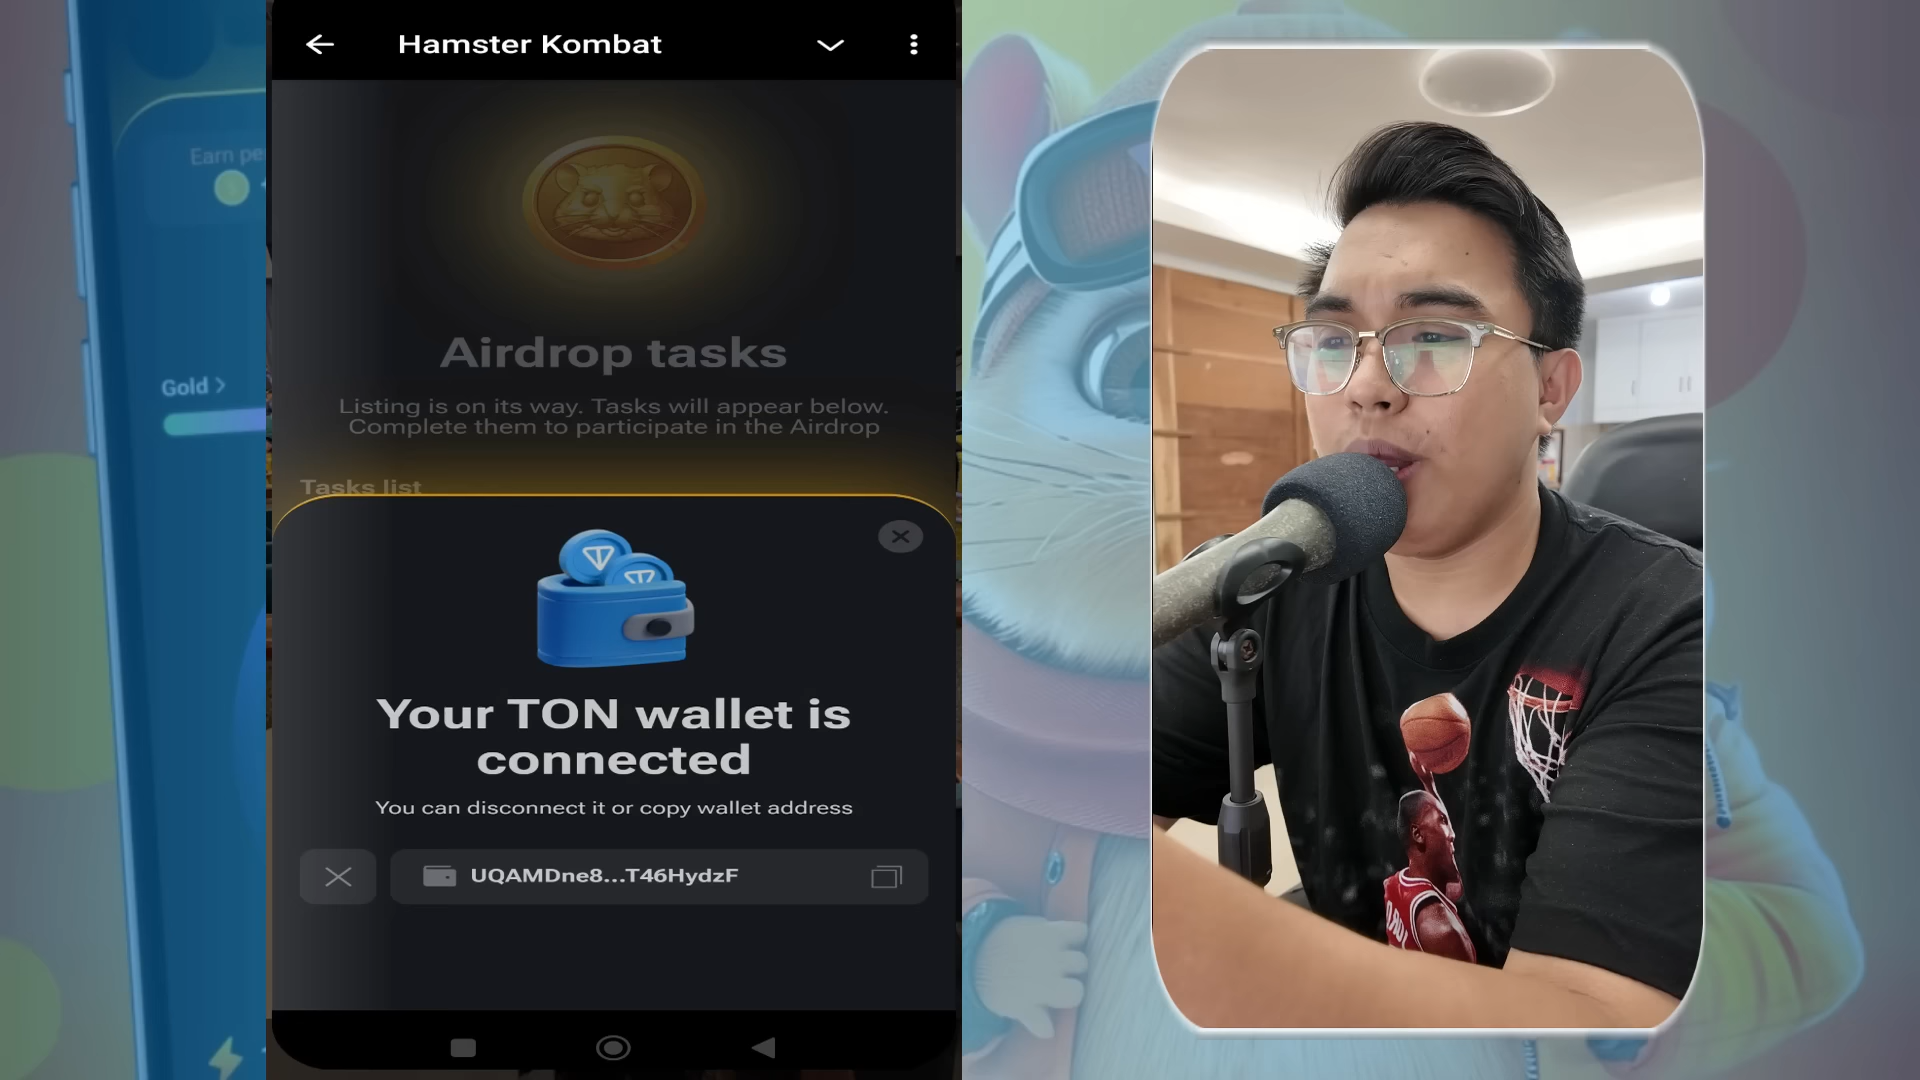 Hamster Kombat
Earn pe
Gold >
Airdrop tasks
Listing is on its way. Tasks will appear below.
Complete them to participate in the Airdrop
Tasks list
Your TON wallet is
connected
You can disconnect it or copy wallet address
UQAMDne8...T46HydzF